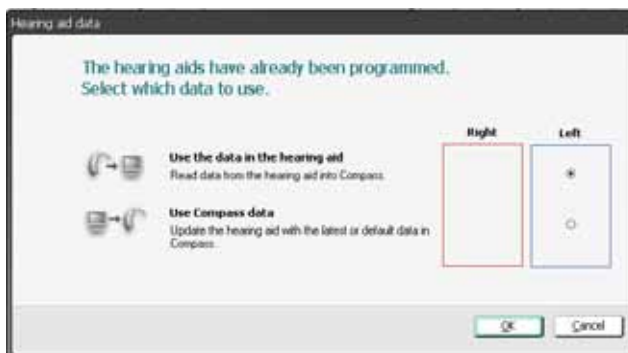 Hearing aid data
The hearing aids have already been programmed.
Select which data to use.
Right Left
Use the data in the hearing aid
Read data from the hearing aid into Compass.
Use Compass data
Update the hearing aid with the latest or default data in
Compass.
OK Cancel